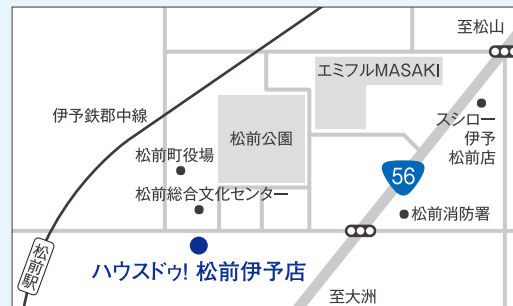 至松山
エミフルMASAKI
伊予鉄郡中線
スシロー
伊予
松前店
松前公園
松前町役場
56
松前総合文化センター
松前消防署
松前駅
ハウスドゥ! 松前伊予店
至大洲